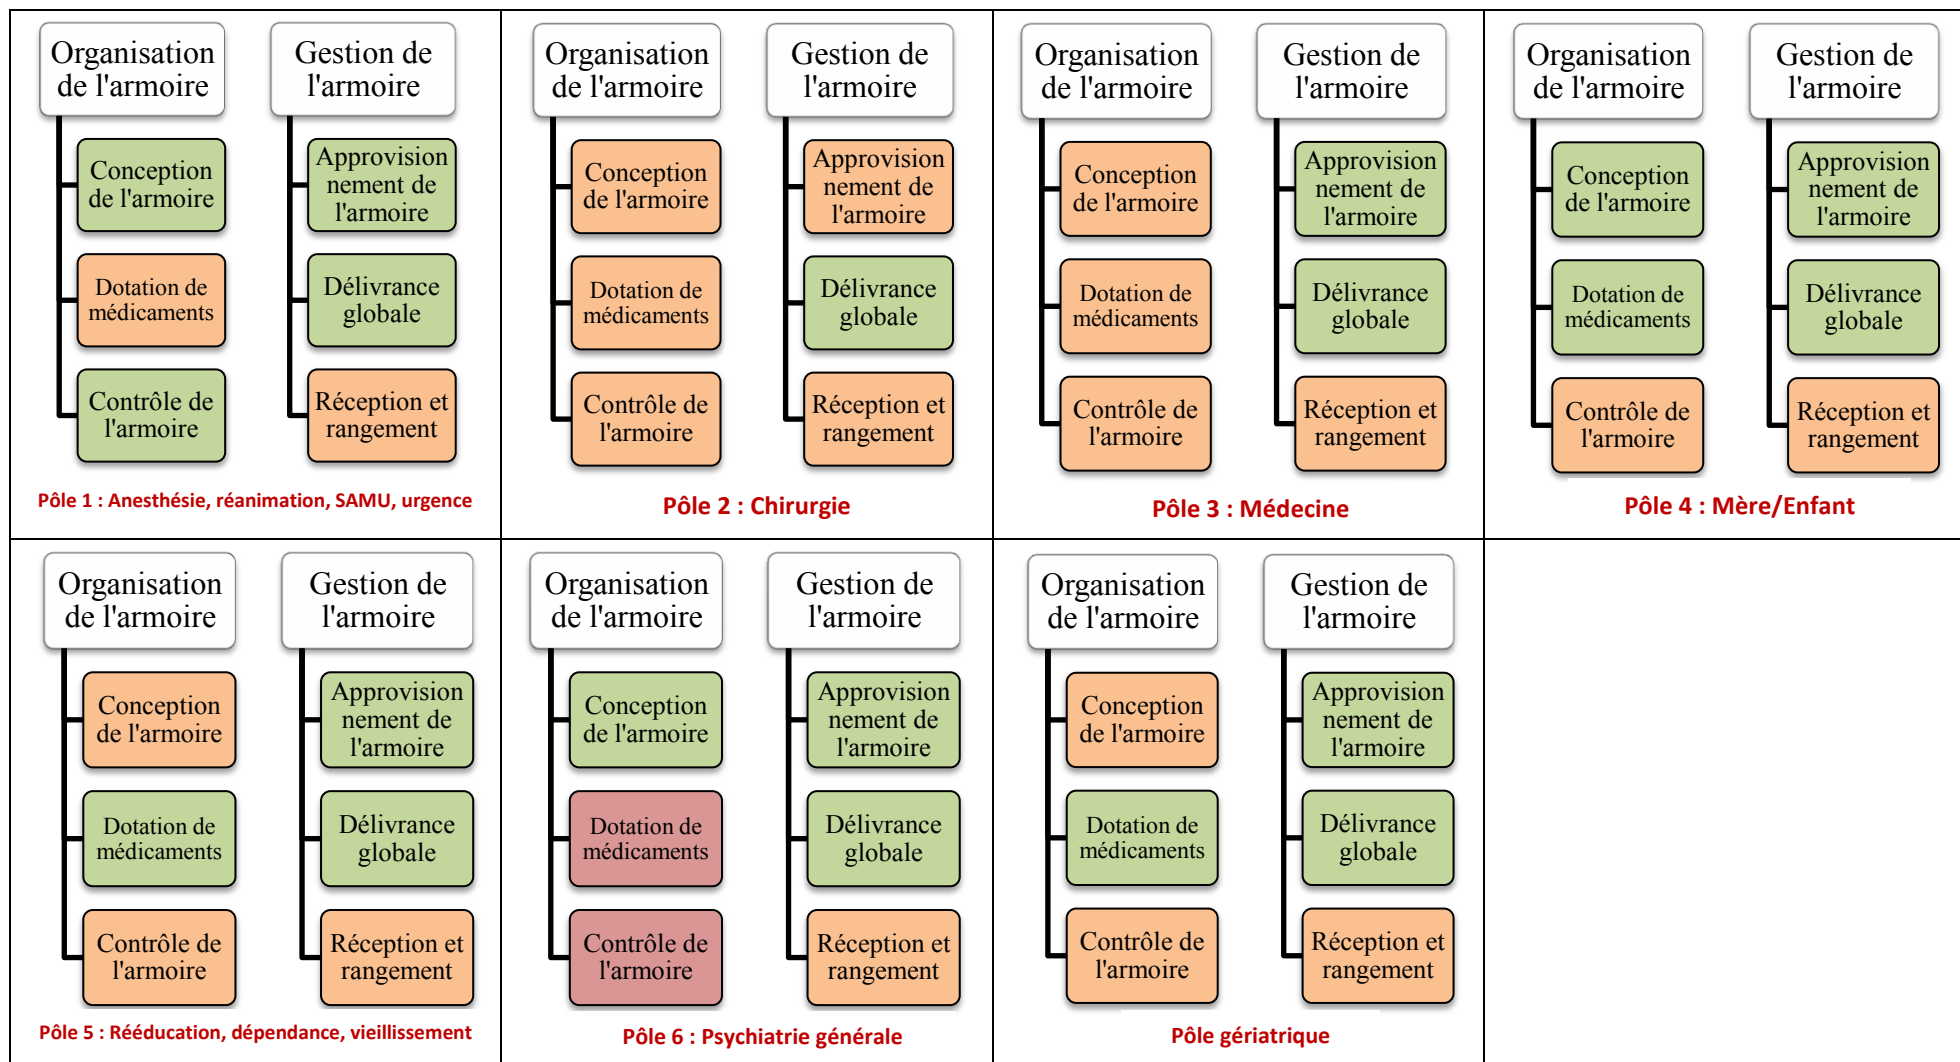 Organisation
de l'armoire
Conception
de l'armoire
Dotation de
médicaments
Contrôle de
l'armoire
Gestion de
l'armoire
Approvision
nement de
l'armoire
Délivrance
globale
Réception et
rangement
Pôle 1 : Anesthésie, réanimation, SAMU, urgence
Organisation
de l'armoire
Conception
de l'armoire
Dotation de
médicaments
Contrôle de
l'armoire
Gestion de
l'armoire
Approvision
nement de
l'armoire
Délivrance
globale
Réception et
rangement
Pôle 2 : Chirurgie
Organisation
de l'armoire
Conception
de l'armoire
Dotation de
médicaments
Contrôle de
l'armoire
Gestion de
l'armoire
Approvision
nement de
l'armoire
Délivrance
globale
Réception et
rangement
Pôle 3 : Médecine
Organisation
de l'armoire
Conception
de l'armoire
Dotation de
médicaments
Contrôle de
l'armoire
Gestion de
l'armoire
Approvision
nement de
l'armoire
Délivrance
globale
Réception et
rangement
Pôle 4 : Mère/Enfant
Organisation
de l'armoire
Conception
de l'armoire
Dotation de
médicaments
Contrôle de
l'armoire
Gestion de
l'armoire
Approvision
nement de
l'armoire
Délivrance
globale
Réception et
rangement
Pôle 5 : Rééducation, dépendance, vieillissement
Organisation
de l'armoire
Conception
de l'armoire
Dotation de
médicaments
Contrôle de
l'armoire
Gestion de
l'armoire
Approvision
nement de
l'armoire
Délivrance
globale
Réception et
rangement
Pôle 6 : Psychiatrie générale
Organisation
de l'armoire
Conception
de l'armoire
Dotation de
médicaments
Contrôle de
l'armoire
Gestion de
l'armoire
Approvision
nement de
l'armoire
Délivrance
globale
Réception et
rangement
Pôle gériatrique